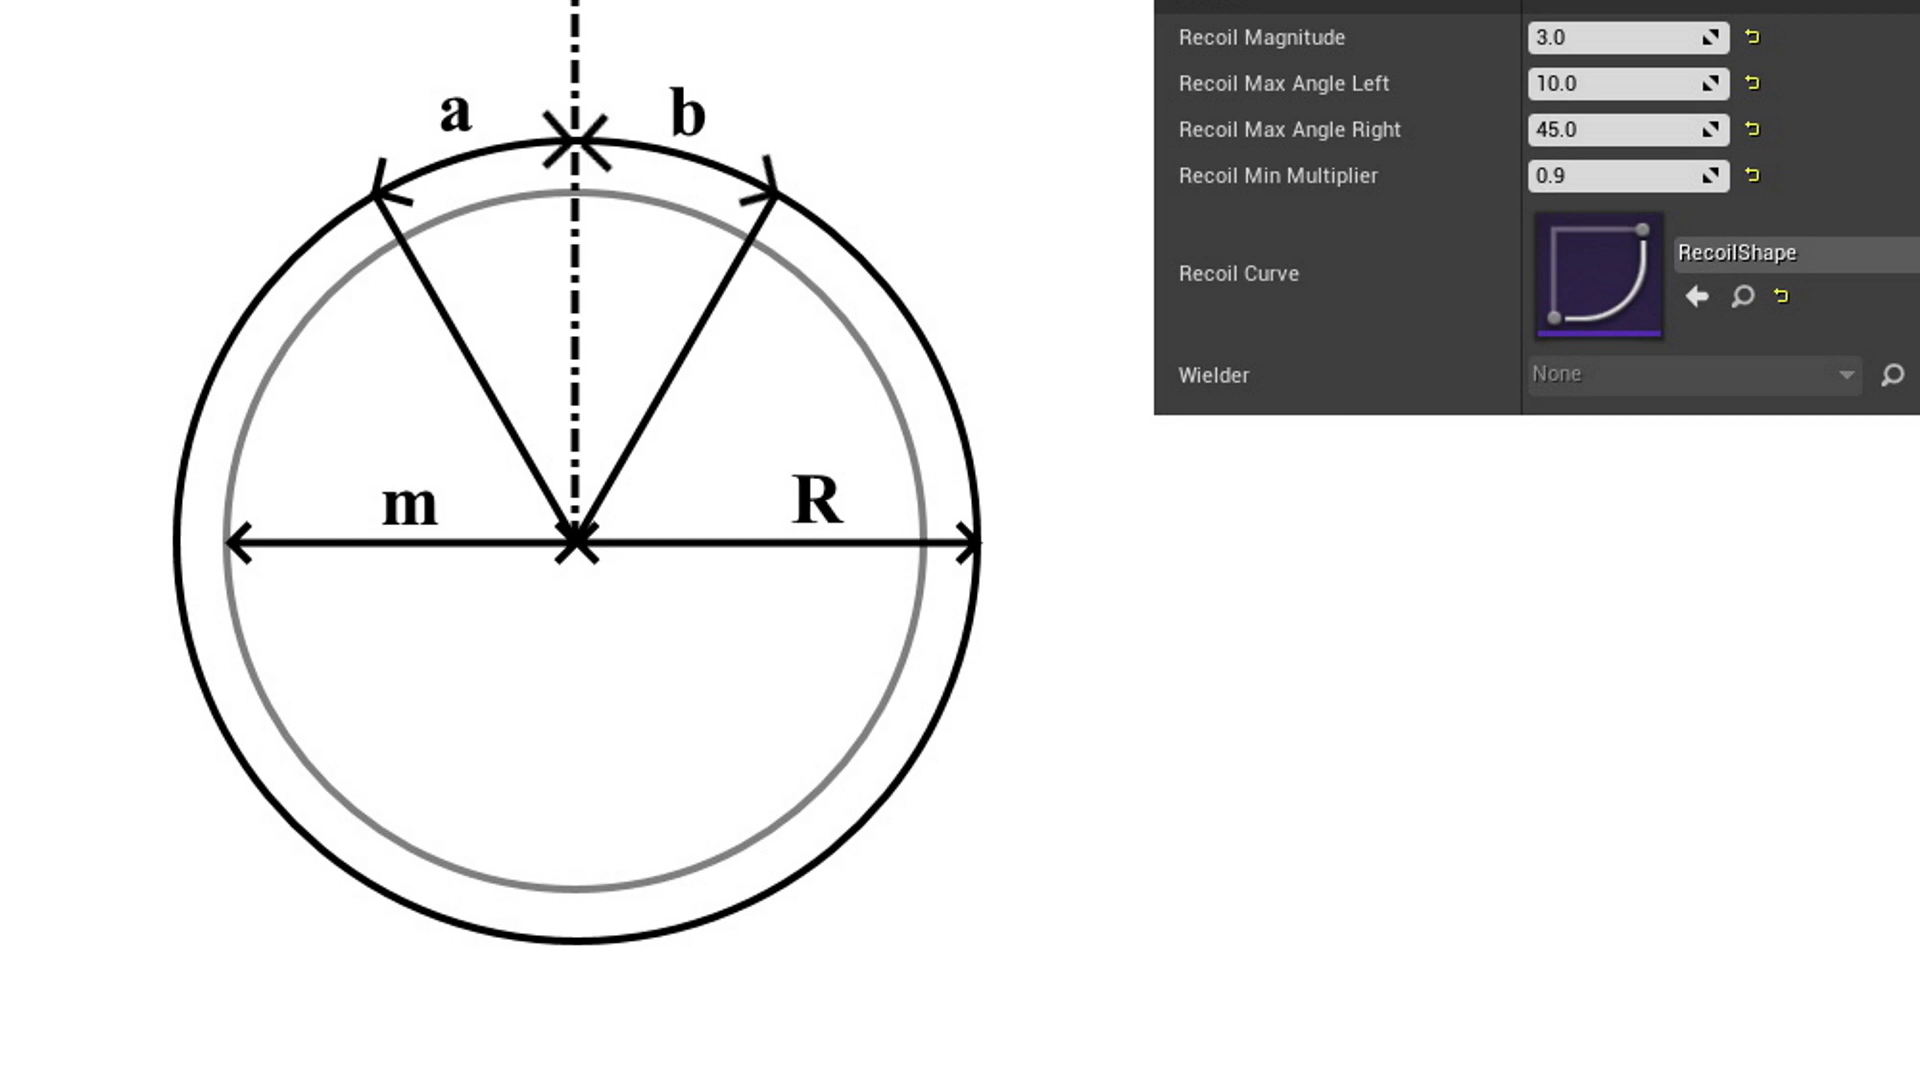 a b
m R
Recoil Magnitude 3.0
Recoil Max Angle Left 10.0
Recoil Max Angle Right 45.0
Recoil Min Multiplier 0.9
Recoil Curve RecoilShape
Wielder None